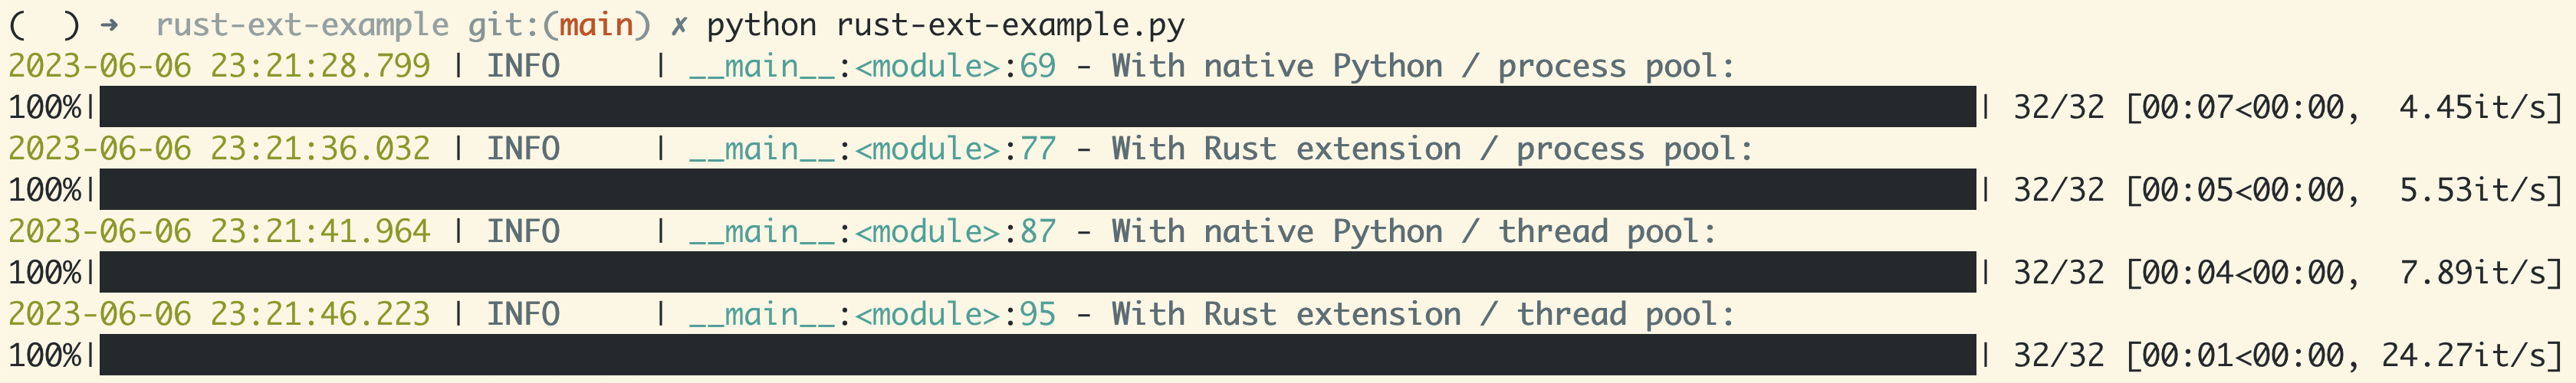 (  ) ➜  rust-ext-example git:(main) ✗ python rust-ext-example.py
2023-06-06 23:21:28.799 | INFO     | __main__:<module>:69 - With native Python / process pool:
100%|██████████| 32/32 [00:07<00:00,  4.45it/s]
2023-06-06 23:21:36.032 | INFO     | __main__:<module>:77 - With Rust extension / process pool:
100%|██████████| 32/32 [00:05<00:00,  5.53it/s]
2023-06-06 23:21:41.964 | INFO     | __main__:<module>:87 - With native Python / thread pool:
100%|██████████| 32/32 [00:04<00:00,  7.89it/s]
2023-06-06 23:21:46.223 | INFO     | __main__:<module>:95 - With Rust extension / thread pool:
100%|██████████| 32/32 [00:01<00:00, 24.27it/s]